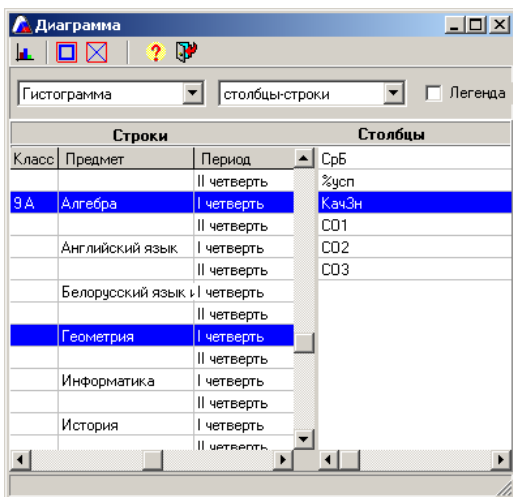 Диаграмма
Гистограмма столбцы-строки Легенда
Строки Столбцы
Класс Предмет Период СрБ
II четверть %усп
9 А Алгебра I четверть КачЗн
II четверть СО1
Английский язык I четверть СО2
II четверть СО3
Белорусский язык и I четверть
II четверть
Геометрия I четверть
II четверть
Информатика I четверть
II четверть
История I четверть
II четверть